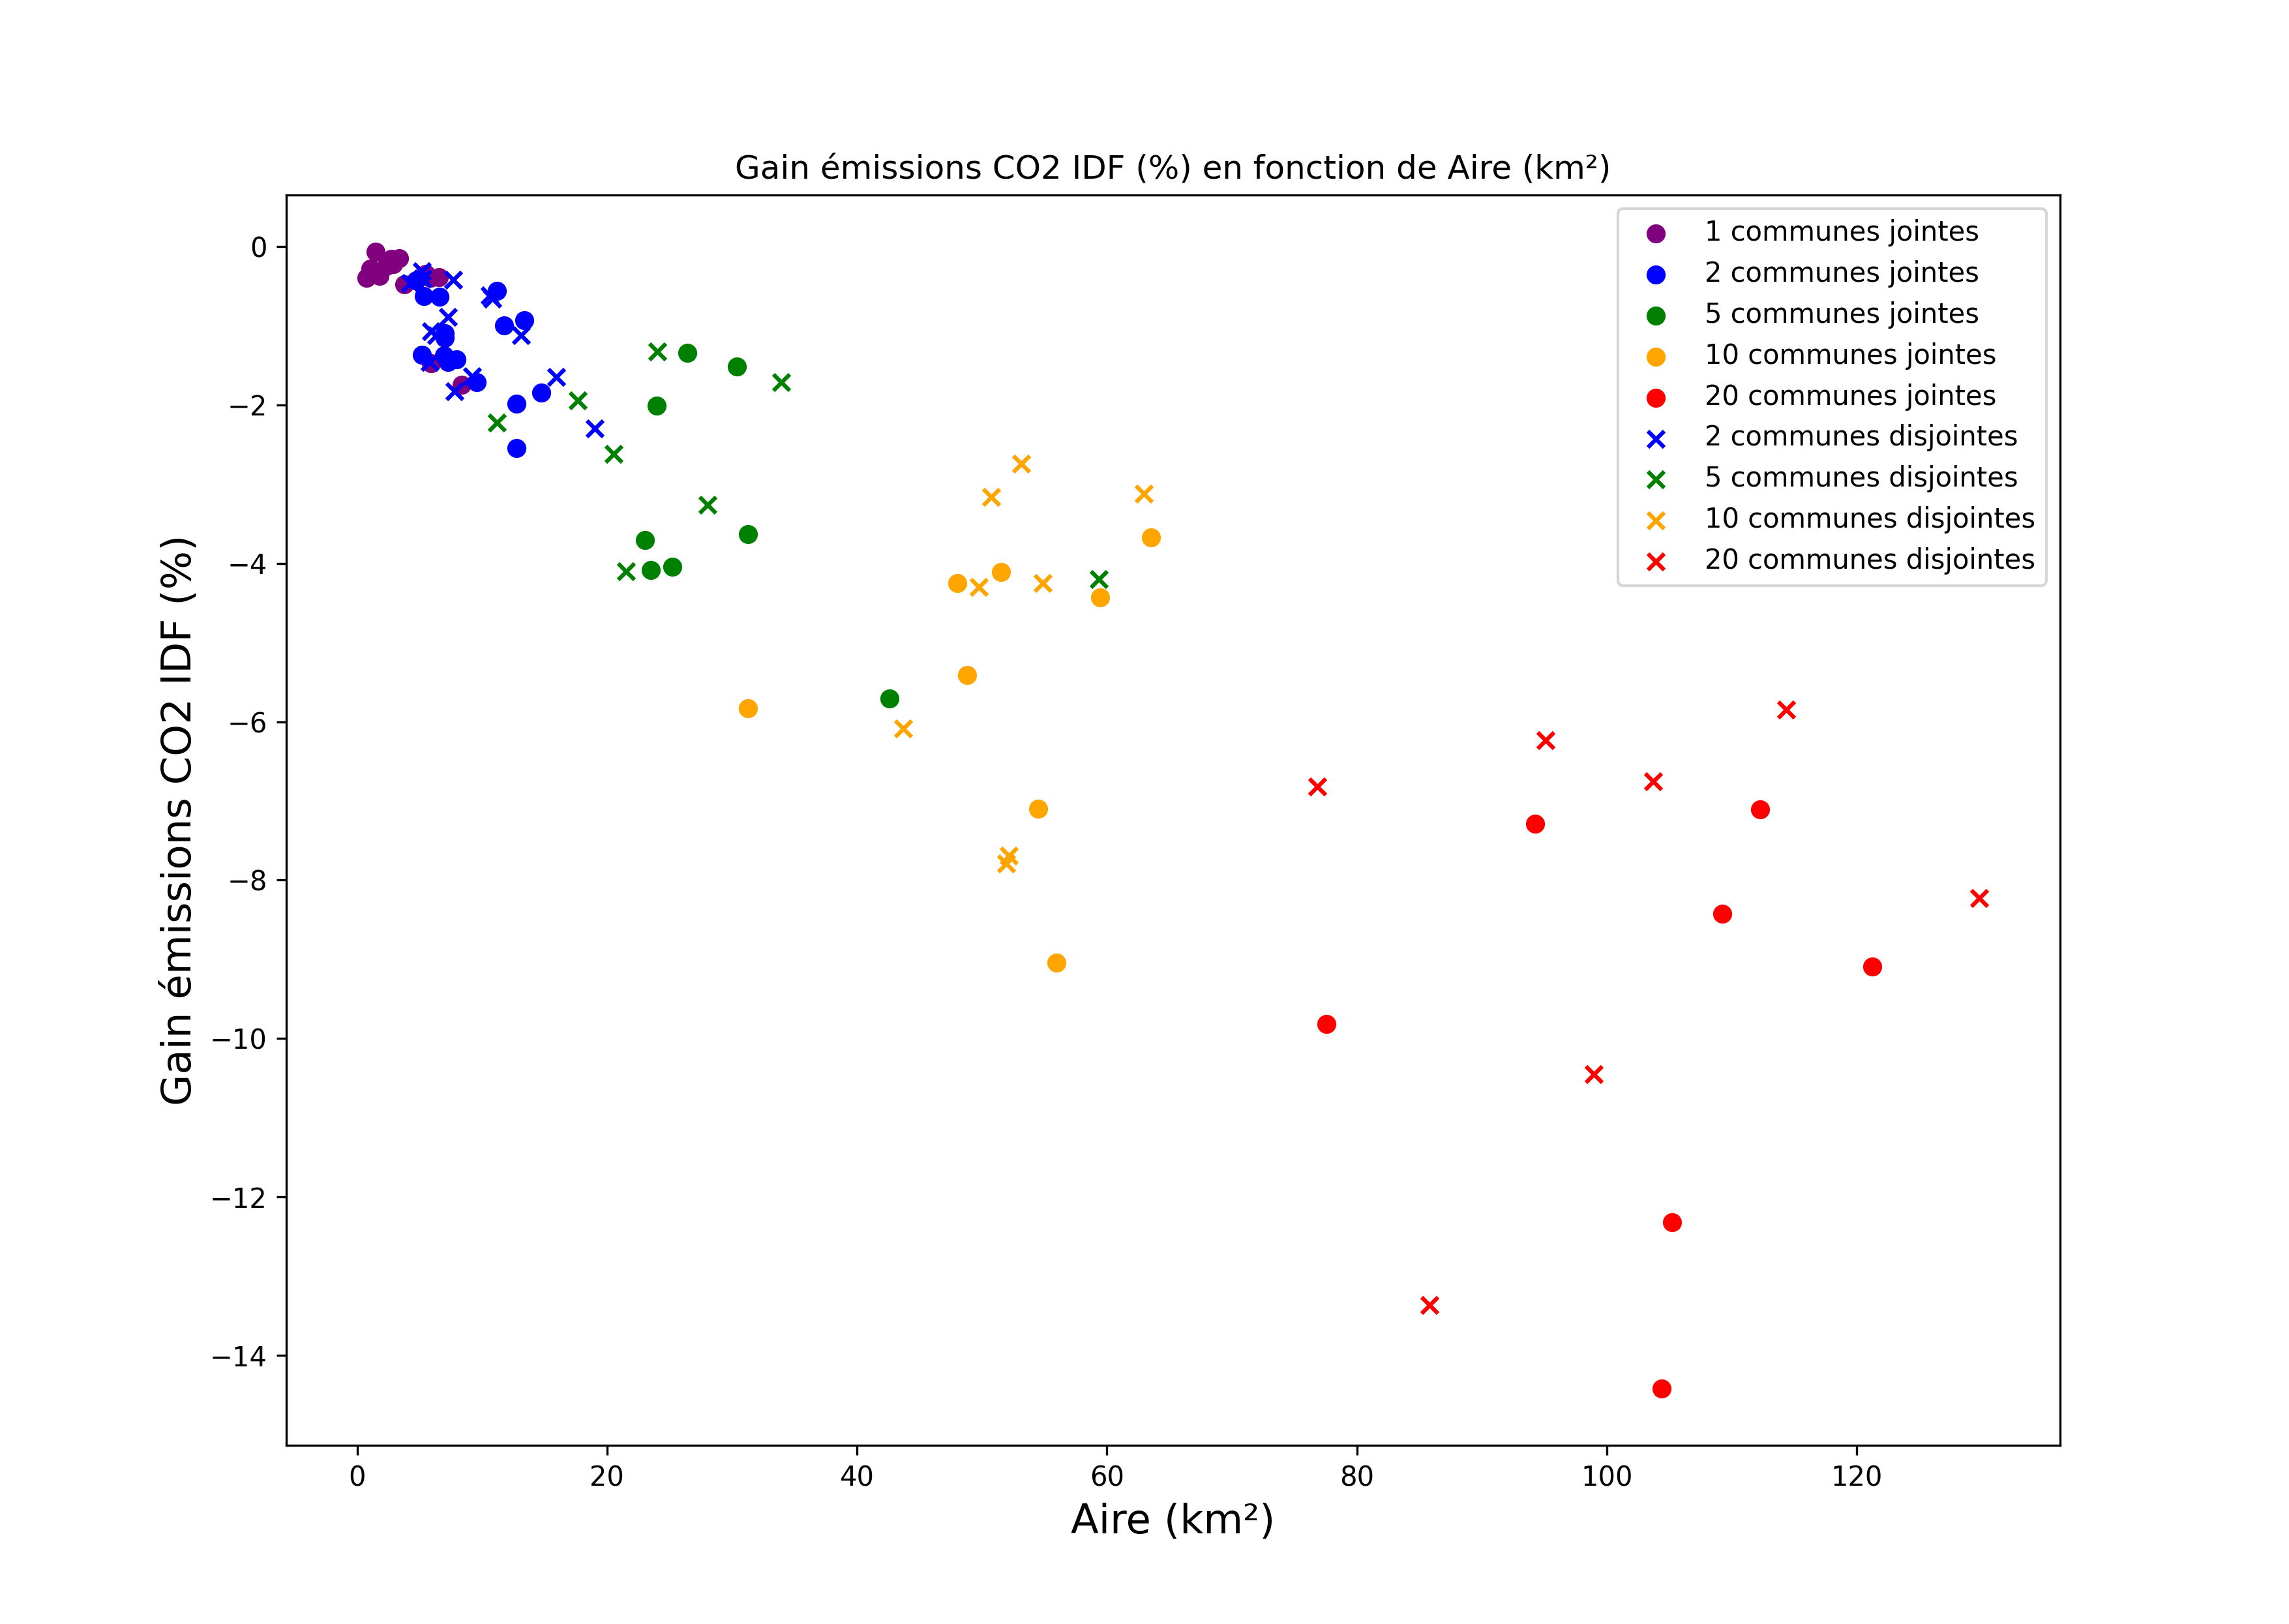 Gain émissions CO2 IDF (%) en fonction de Aire (km²)
1 communes jointes
2 communes jointes
5 communes jointes
10 communes jointes
20 communes jointes
2 communes disjointes
5 communes disjointes
10 communes disjointes
20 communes disjointes
Gain émissions CO2 IDF (%)
0
−2
−4
−6
−8
−10
−12
−14
0 20 40 60 80 100 120
Aire (km²)